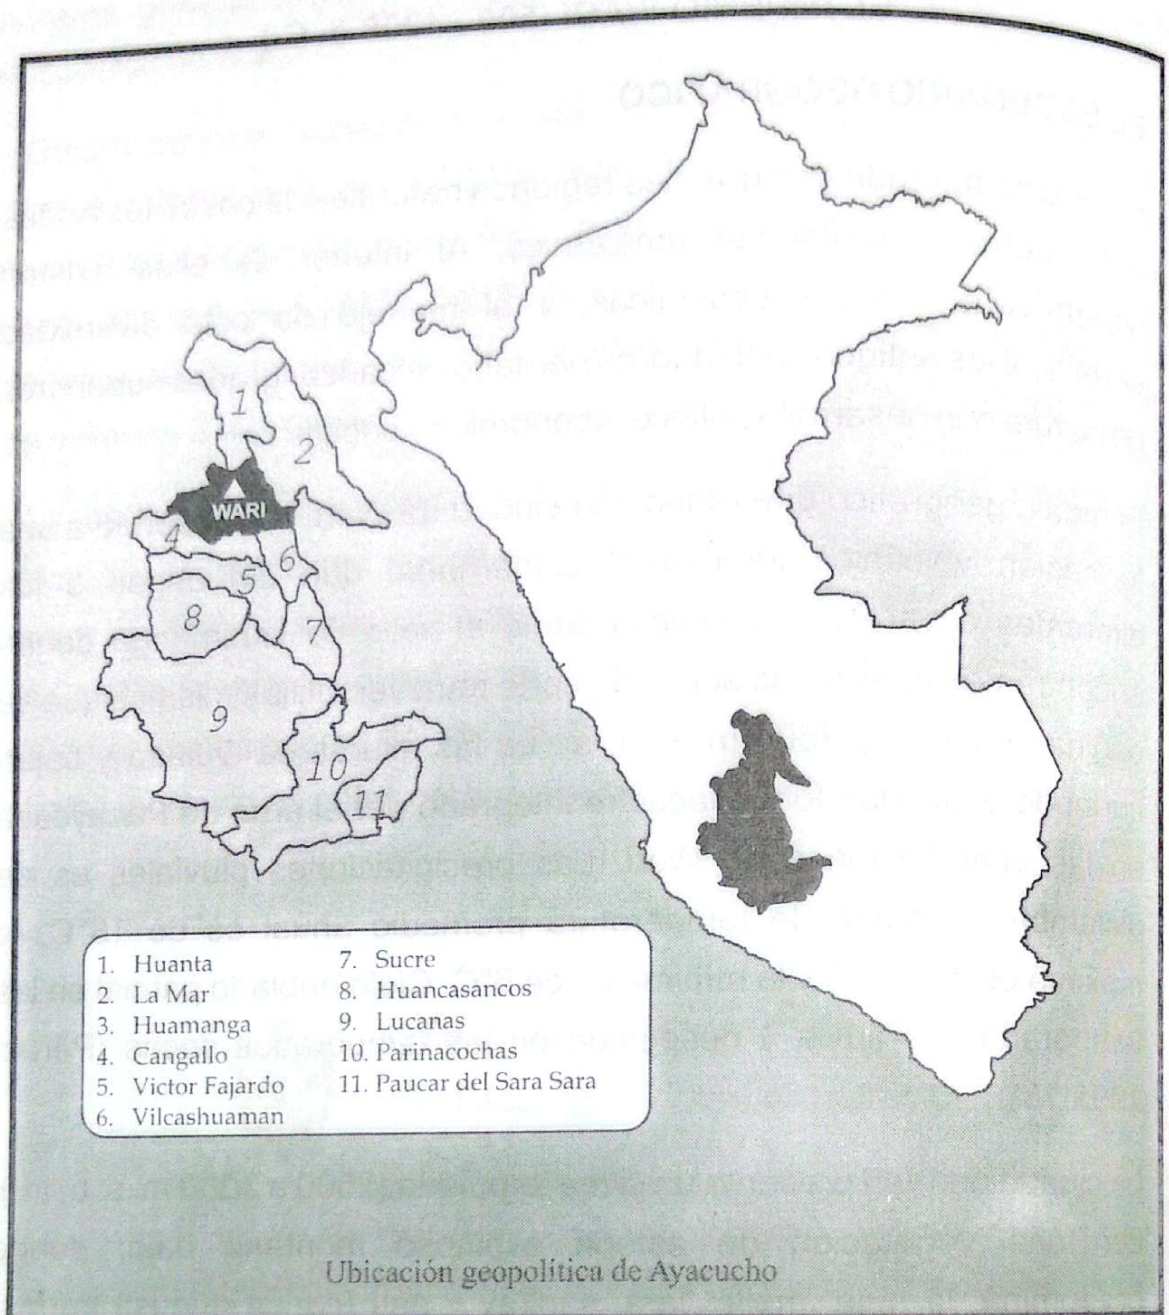 1
2
WARI
4
5
6
8
7
9
10
11
1. Huanta
2. La Mar
3. Huamanga
4. Cangallo
5. Victor Fajardo
6. Vilcashuaman
7. Sucre
8. Huancasancos
9. Lucanas
10. Parinacochas
11. Paucar del Sara Sara
Ubicación geopolítica de Ayacucho